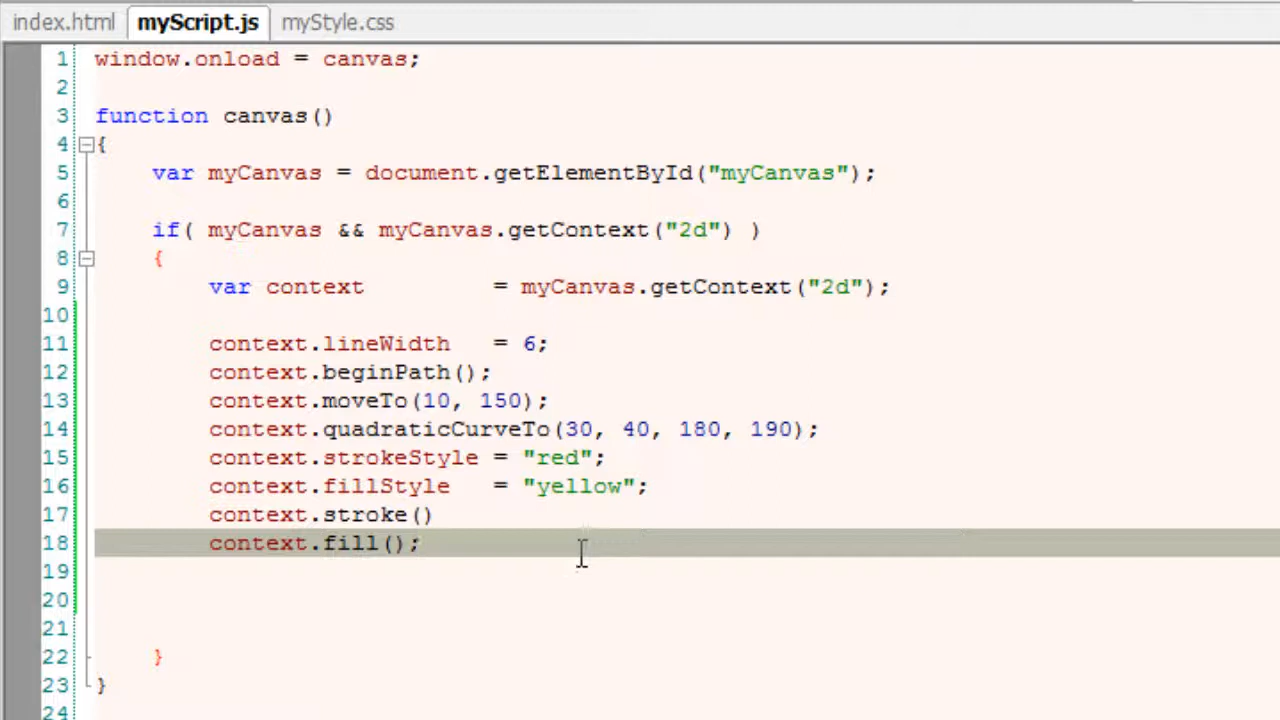 index.html myScript.js myStyle.css
1 window.onload = canvas;
2
3 function canvas()
4 {
5 var myCanvas = document.getElementById("myCanvas");
6
7 if( myCanvas && myCanvas.getContext("2d") )
8 {
9 var context = myCanvas.getContext("2d");
10
11 context.lineWidth = 6;
12 context.beginPath();
13 context.moveTo(10, 150);
14 context.quadraticCurveTo(30, 40, 180, 190);
15 context.strokeStyle = "red";
16 context.fillStyle = "yellow";
17 context.stroke()
18 context.fill();
19
20
21
22 }
23 }
24